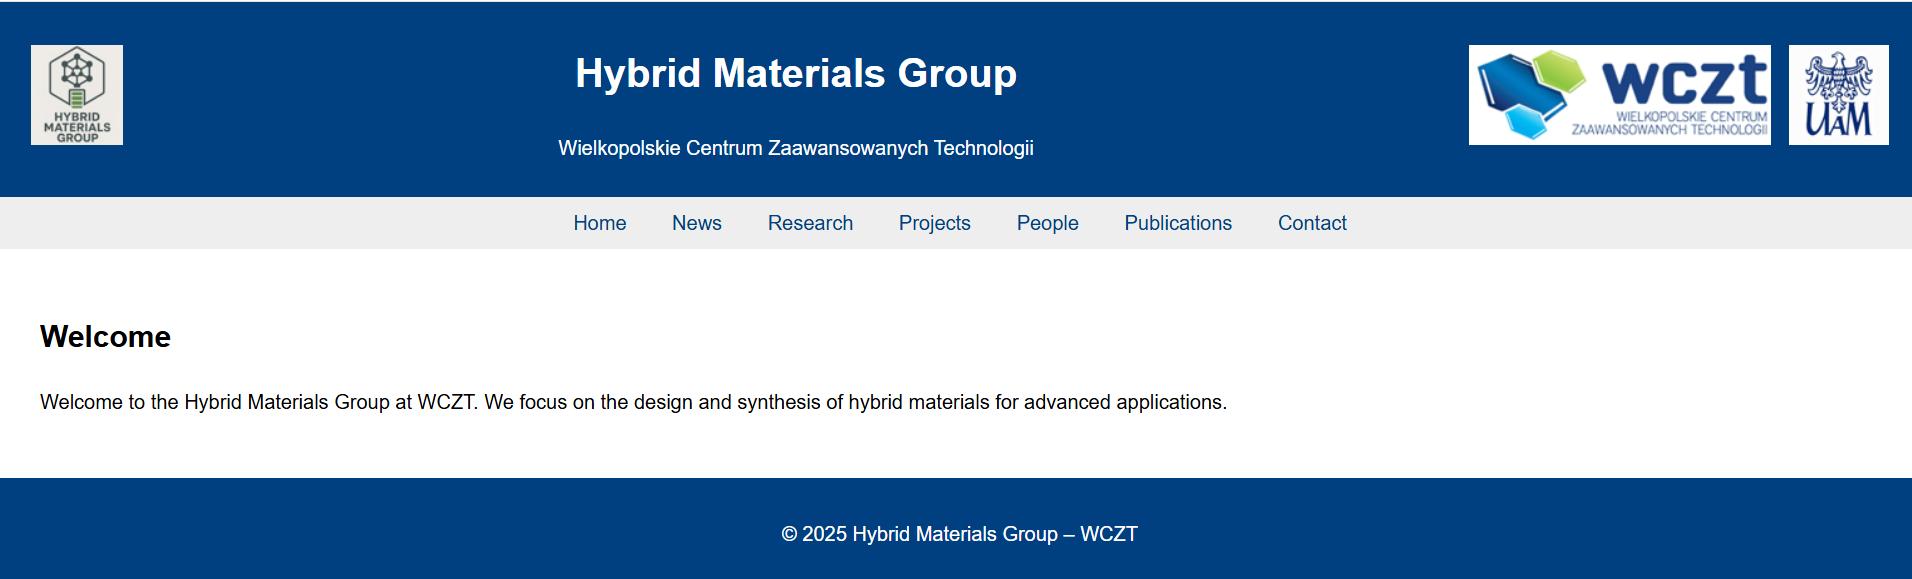 HYBRID
MATERIALS
GROUP
Hybrid Materials Group
Wielkopolskie Centrum Zaawansowanych Technologii
wczt
WIELKOPOLSKIE CENTRUM
ZAAWANSOWANYCH TECHNOLOGII
UAM
Home News Research Projects People Publications Contact
Welcome
Welcome to the Hybrid Materials Group at WCZT. We focus on the design and synthesis of hybrid materials for advanced applications.
© 2025 Hybrid Materials Group – WCZT